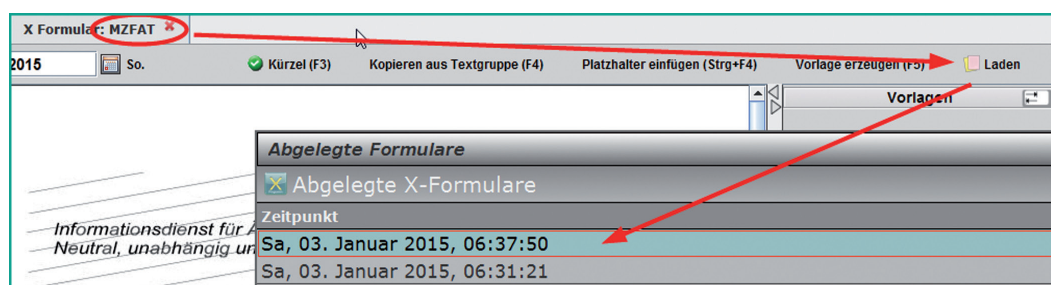 X Formular: MZFAT
2015 So. Kürzel (F3) Kopieren aus Textgruppe (F4) Platzhalter einfügen (Strg+F4) Vorlage erzeugen (F5) Laden
Vorlagen
Abgelegte Formulare
X Abgelegte X-Formulare
Zeitpunkt
Informationsdienst für
Neutral, unabhängig un
Sa, 03. Januar 2015, 06:37:50
Sa, 03. Januar 2015, 06:31:21